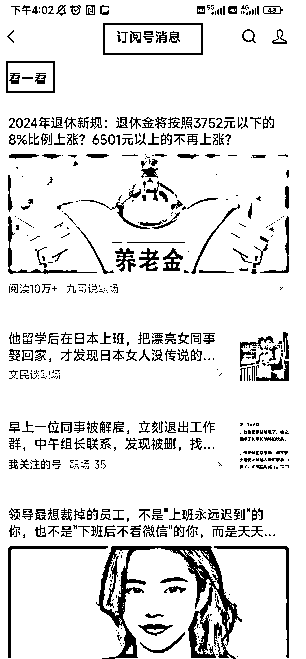 下午4:02
订阅号消息
看一看
2024年退休新规：退休金将按照3752元以下的
8%比例上涨？6501元以上的不再上涨？
养老金
阅读10万+ 九哥说职场
他留学后在日本上班，把漂亮女同事
娶回家，才发现日本女人没传说的...
文民谈职场
早上一位同事被解雇，立刻退出工作
群，中午组长联系，发现被删，找...
我关注的号 职场 35
领导最想裁掉的员工，不是"上班永远迟到"的
你，也不是"下班后不看微信"的你，而是天天...